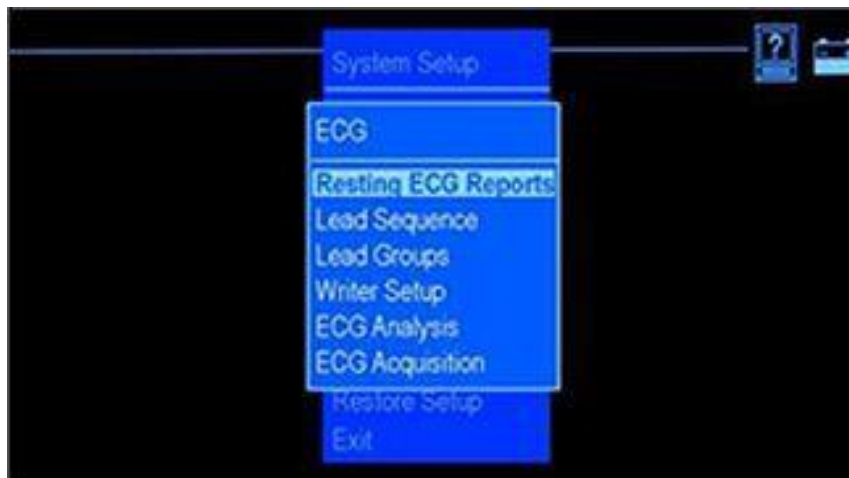 System Setup
?
ECG
Resting ECG Reports
Lead Sequence
Lead Groups
Writer Setup
ECG Analysis
ECG Acquisition
Restore Setup
Exit